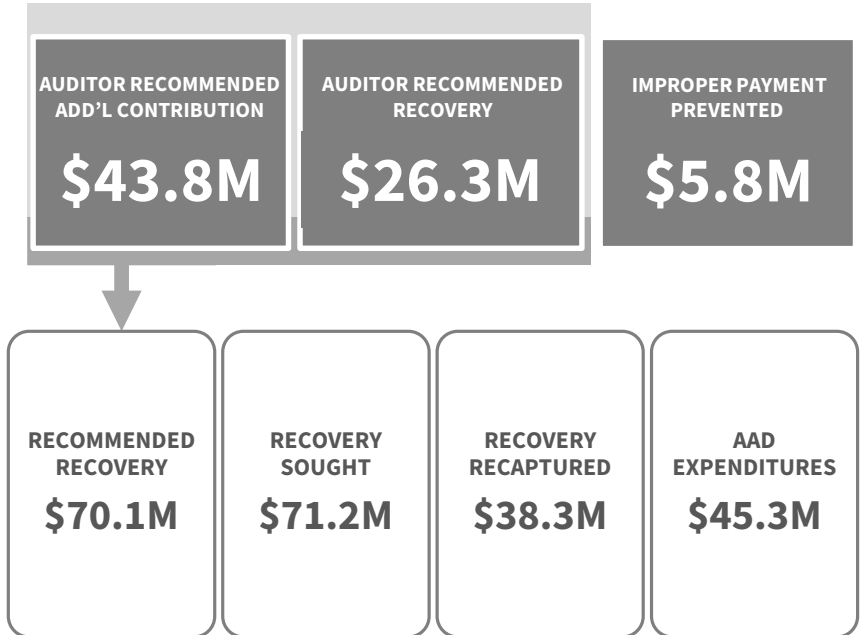 AUDITOR RECOMMENDED
ADD'L CONTRIBUTION
$43.8M
AUDITOR RECOMMENDED
RECOVERY
$26.3M
IMPROPER PAYMENT
PREVENTED
$5.8M
RECOMMENDED
RECOVERY
$70.1M
RECOVERY
SOUGHT
$71.2M
RECOVERY
RECAPTURED
$38.3M
AAD
EXPENDITURES
$45.3M